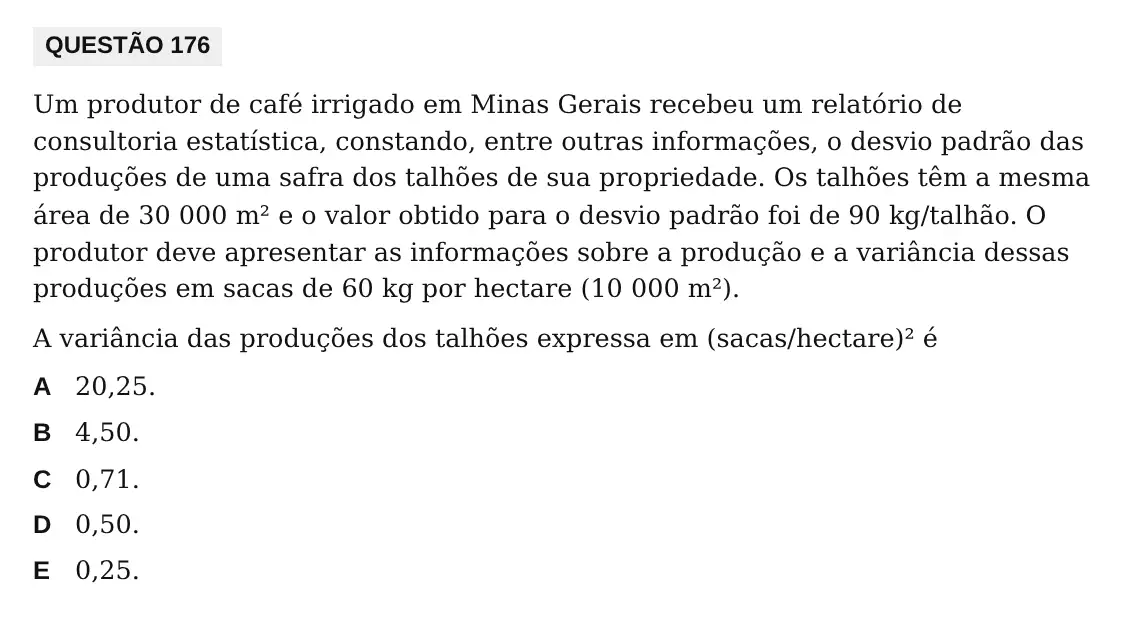 QUESTÃO 176
Um produtor de café irrigado em Minas Gerais recebeu um relatório de
consultoria estatística, constando, entre outras informações, o desvio padrão das
produções de uma safra dos talhões de sua propriedade. Os talhões têm a mesma
área de 30 000 m² e o valor obtido para o desvio padrão foi de 90 kg/talhão. O
produtor deve apresentar as informações sobre a produção e a variância dessas
produções em sacas de 60 kg por hectare (10 000 m²).
A variância das produções dos talhões expressa em (sacas/hectare)² é
A 20,25.
B 4,50.
C 0,71.
D 0,50.
E 0,25.